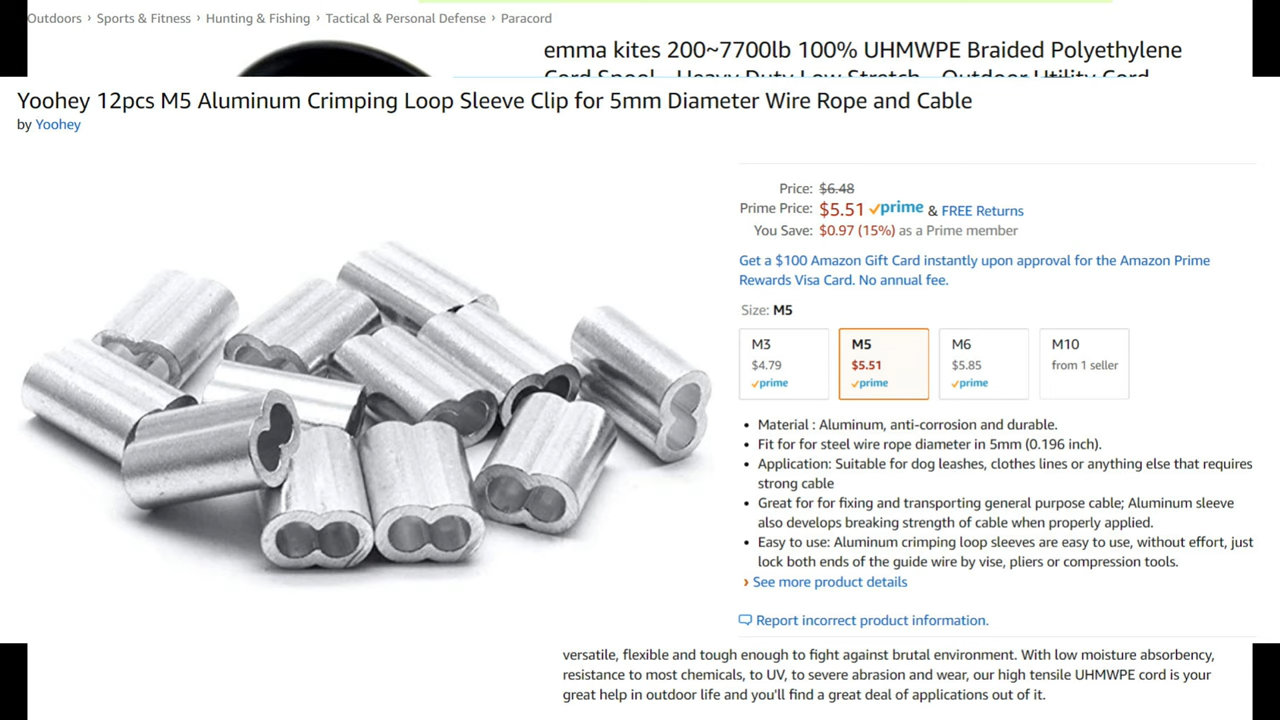 Outdoors › Sports & Fitness › Hunting & Fishing › Tactical & Personal Defense › Paracord
emma kites 200~7700lb 100% UHMWPE Braided Polyethylene
Cord Spool - Heavy Duty Low Stretch - Outdoor Utility Cord
Yoohey 12pcs M5 Aluminum Crimping Loop Sleeve Clip for 5mm Diameter Wire Rope and Cable
by Yoohey
Price: $6.48
Prime Price: $5.51 prime & FREE Returns
You Save: $0.97 (15%) as a Prime member
Get a $100 Amazon Gift Card instantly upon approval for the Amazon Prime
Rewards Visa Card. No annual fee.
Size: M5
M3 M5 M6 M10
$4.79 $5.51 $5.85 from 1 seller
prime prime prime
• Material : Aluminum, anti-corrosion and durable.
• Fit for for steel wire rope diameter in 5mm (0.196 inch).
• Application: Suitable for dog leashes, clothes lines or anything else that requires
strong cable
• Great for for fixing and transporting general purpose cable; Aluminum sleeve
also develops breaking strength of cable when properly applied.
• Easy to use: Aluminum crimping loop sleeves are easy to use, without effort, just
lock both ends of the guide wire by vise, pliers or compression tools.
› See more product details
Report incorrect product information.
versatile, flexible and tough enough to fight against brutal environment. With low moisture absorbency,
resistance to most chemicals, to UV, to severe abrasion and wear, our high tensile UHMWPE cord is your
great help in outdoor life and you'll find a great deal of applications out of it.